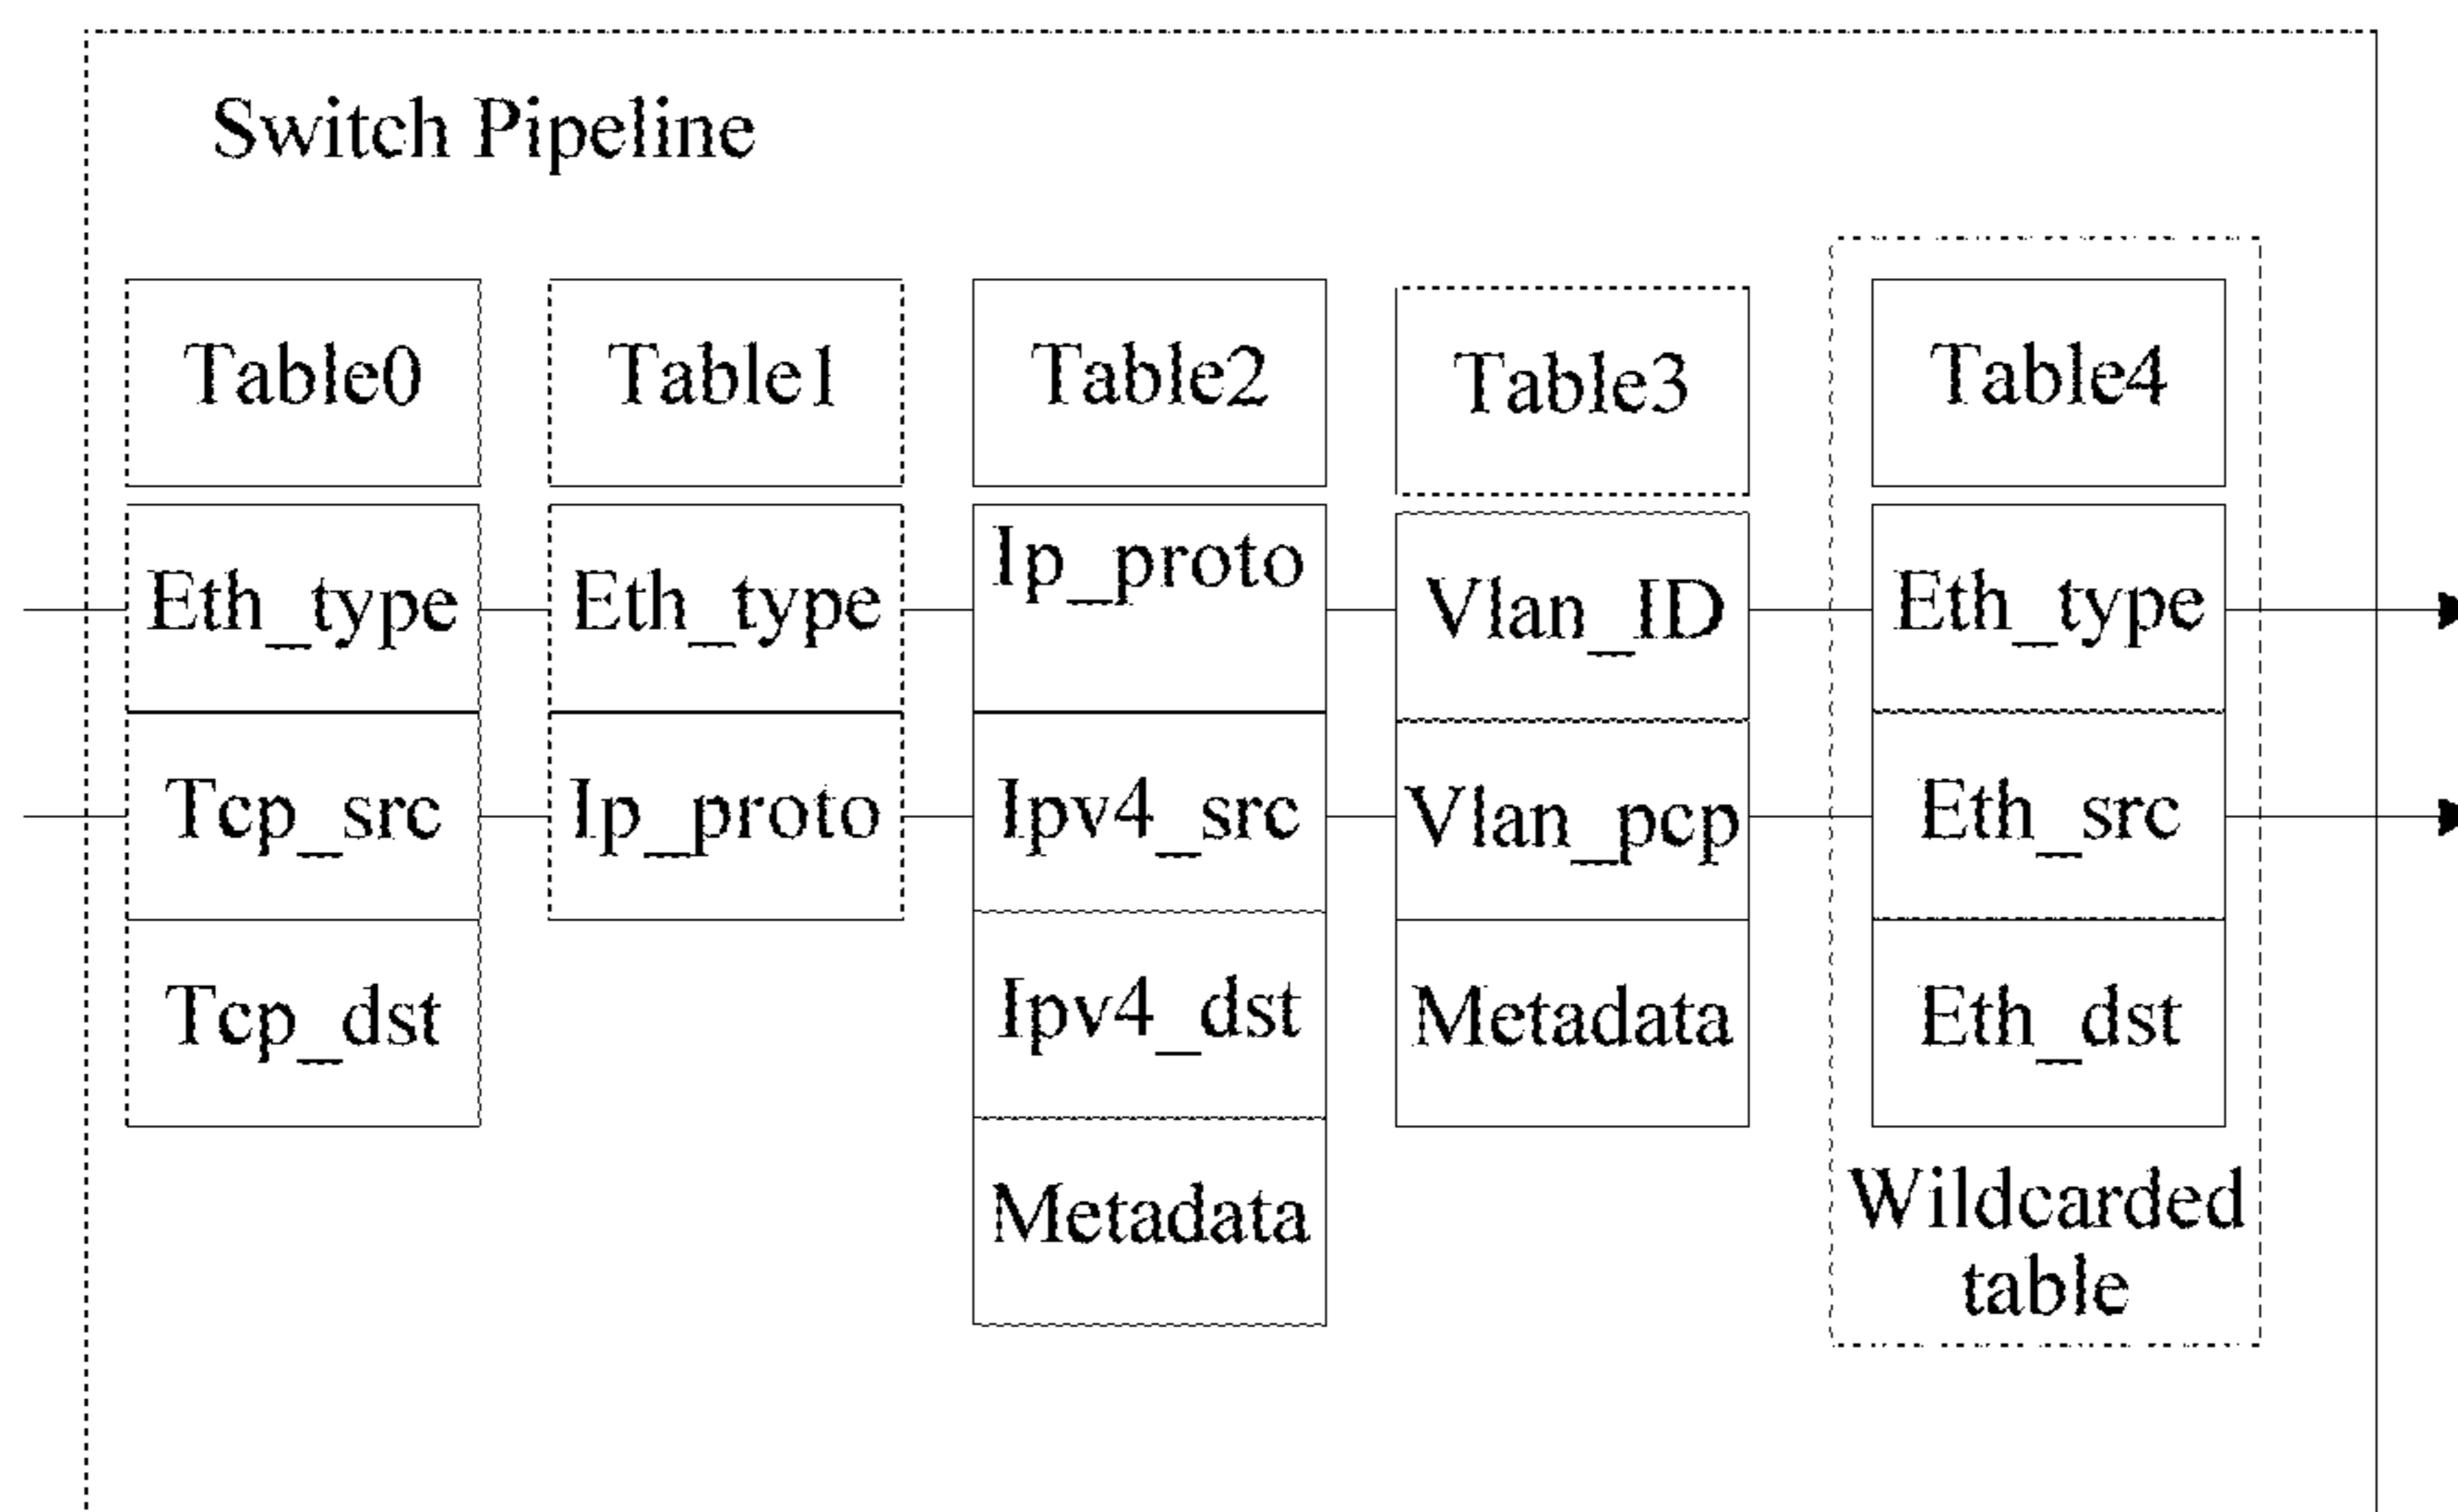 Switch Pipeline
Table0
Eth_type
Tcp_src
Tcp_dst
Table1
Eth_type
Ip_proto
Table2
Ip_proto
Ipv4_src
Ipv4_dst
Metadata
Table3
Vlan_ID
Vlan_pcp
Metadata
Table4
Eth_type
Eth_src
Eth_dst
Wildcarded
table